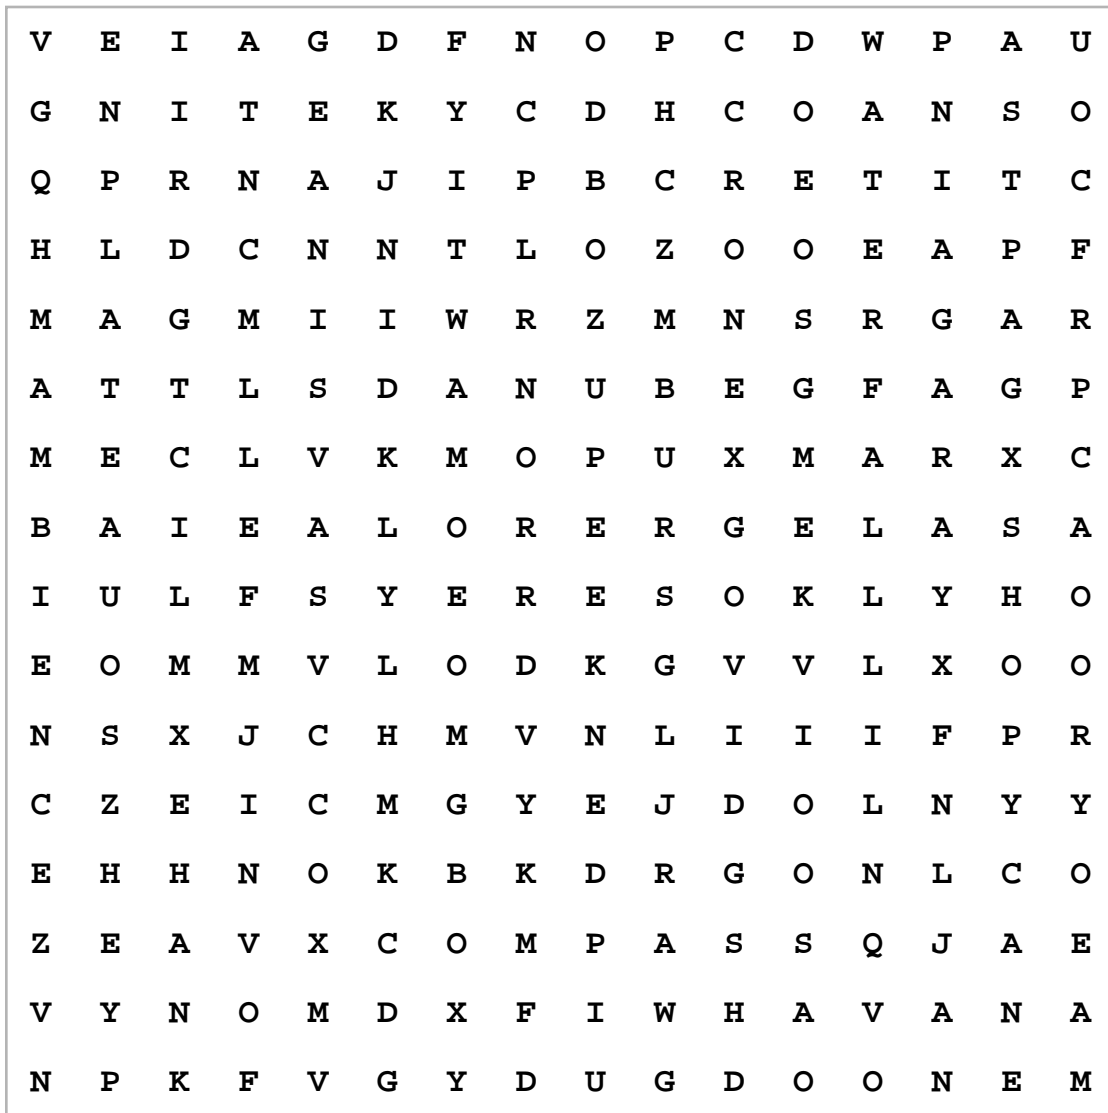 V E I A G D F N O P C D W P A U
G N I T E K Y C D H C O A N S O
Q P R N A J I P B C R E T I T C
H L D C N N T L O Z O O E A P F
M A G M I I W R Z M N S R G A R
A T T L S D A N U B E G F A G P
M E C L V K M O P U X M A R X C
B A I E A L O R E R G E L A S A
I U L F S Y E R E S O K L Y H O
E O M M V L O D K G V V L X O O
N S X J C H M V N L I I I F P R
C Z E I C M G Y E J D O L N Y Y
E H H N O K B K D R G O N L C O
Z E A V X C O M P A S S Q J A E
V Y N O M D X F I W H A V A N A
N P K F V G Y D U G D O O N E M